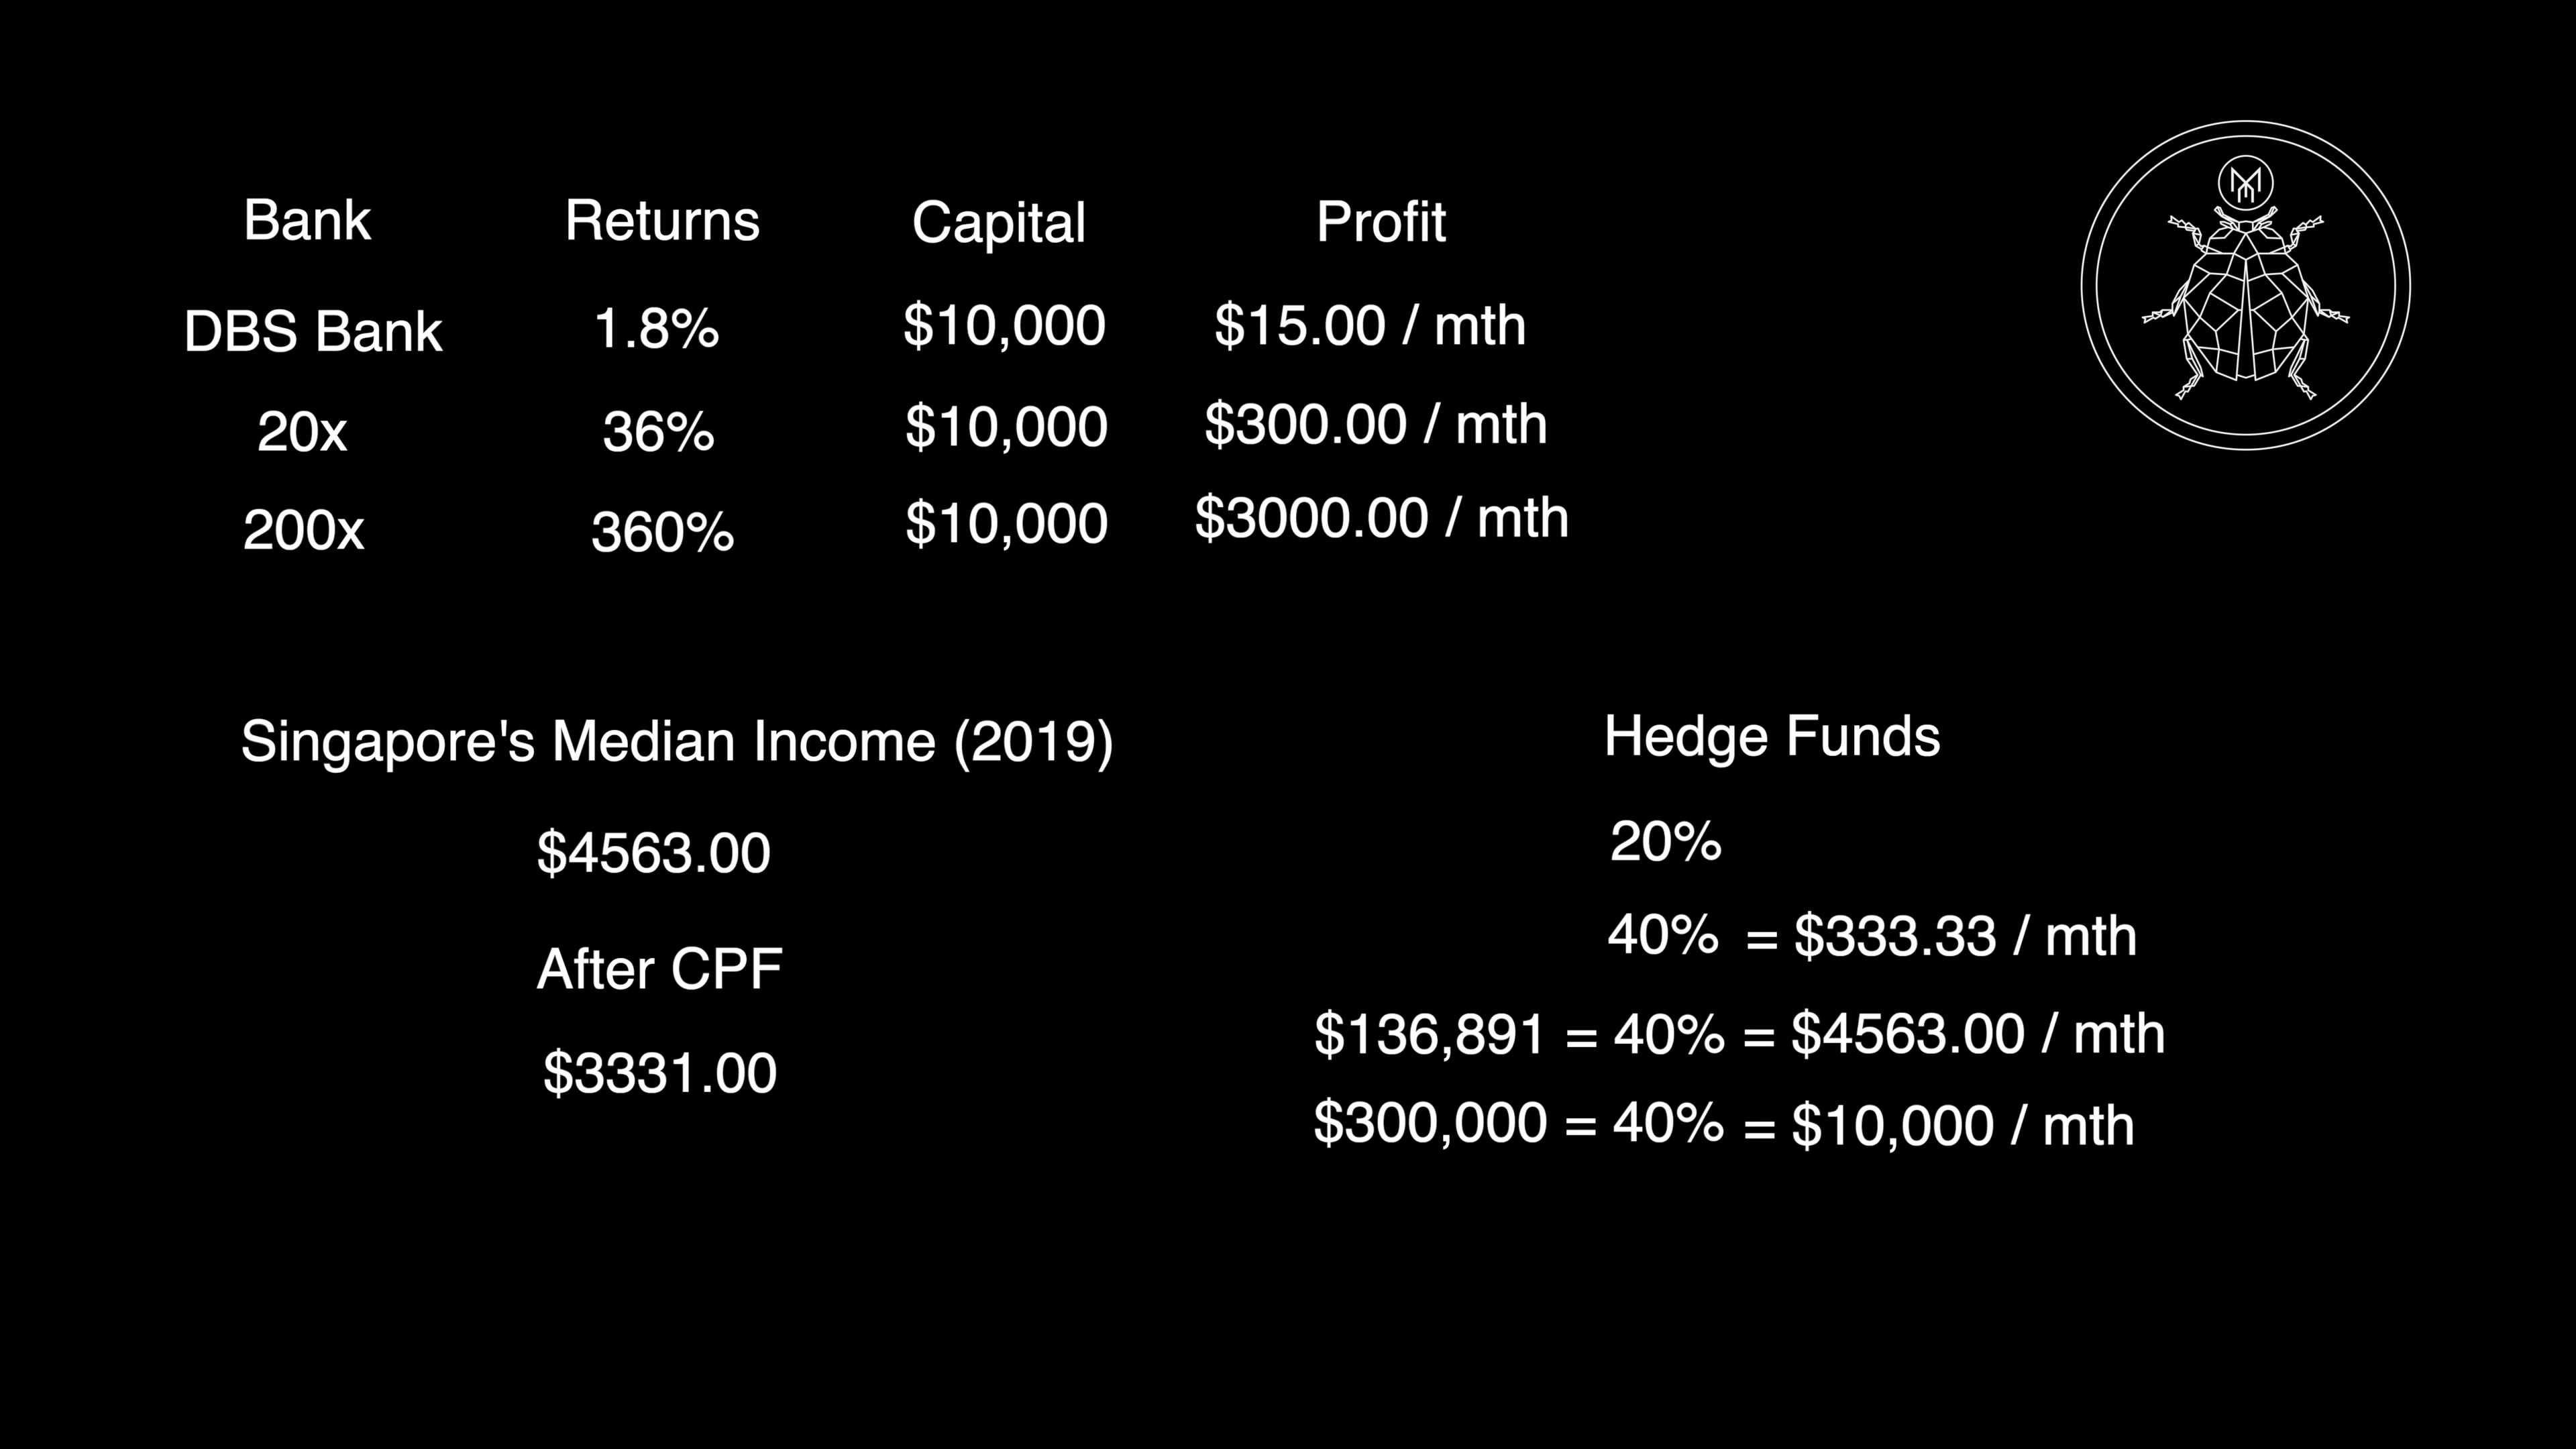 Bank Returns Capital Profit
DBS Bank 1.8% $10,000 $15.00 / mth
20x 36% $10,000 $300.00 / mth
200x 360% $10,000 $3000.00 / mth
Singapore's Median Income (2019)
$4563.00
After CPF
$3331.00
Hedge Funds
20%
40% = $333.33 / mth
$136,891 = 40% = $4563.00 / mth
$300,000 = 40% = $10,000 / mth